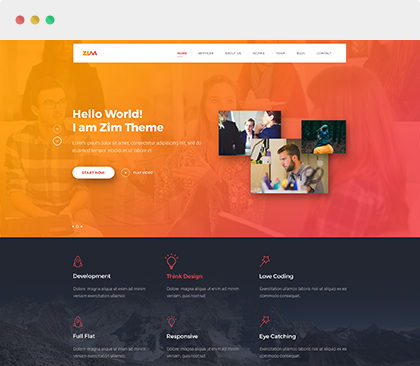 ZIM
HOME SERVICES ABOUT US WORKS TEAM BLOG CONTACT
Hello World!
I am Zim Theme
Lorem ipsum dolor sit amet, consectetur adipiscing elit, sed do
eiusmod tempor incididunt ut labore et
START NOW
PLAY VIDEO
Development
Think Design
Love Coding
Dolore magna aliqua ut enim ad minim
veniam, quis nostrud exercitation ullamco
Dolore magna aliqua ut enim ad minim
veniam, quis nostrud
Exercitation ullamco laboris nisi ut aliquip ex ea
commodo consequat.
Full Flat
Responsive
Eye Catching
Dolore magna aliqua ut enim ad minim
veniam, quis nostrud exercitation ullamco
Dolore magna aliqua ut enim ad minim
veniam, quis nostrud
Exercitation ullamco laboris nisi ut aliquip ex ea
commodo consequat.